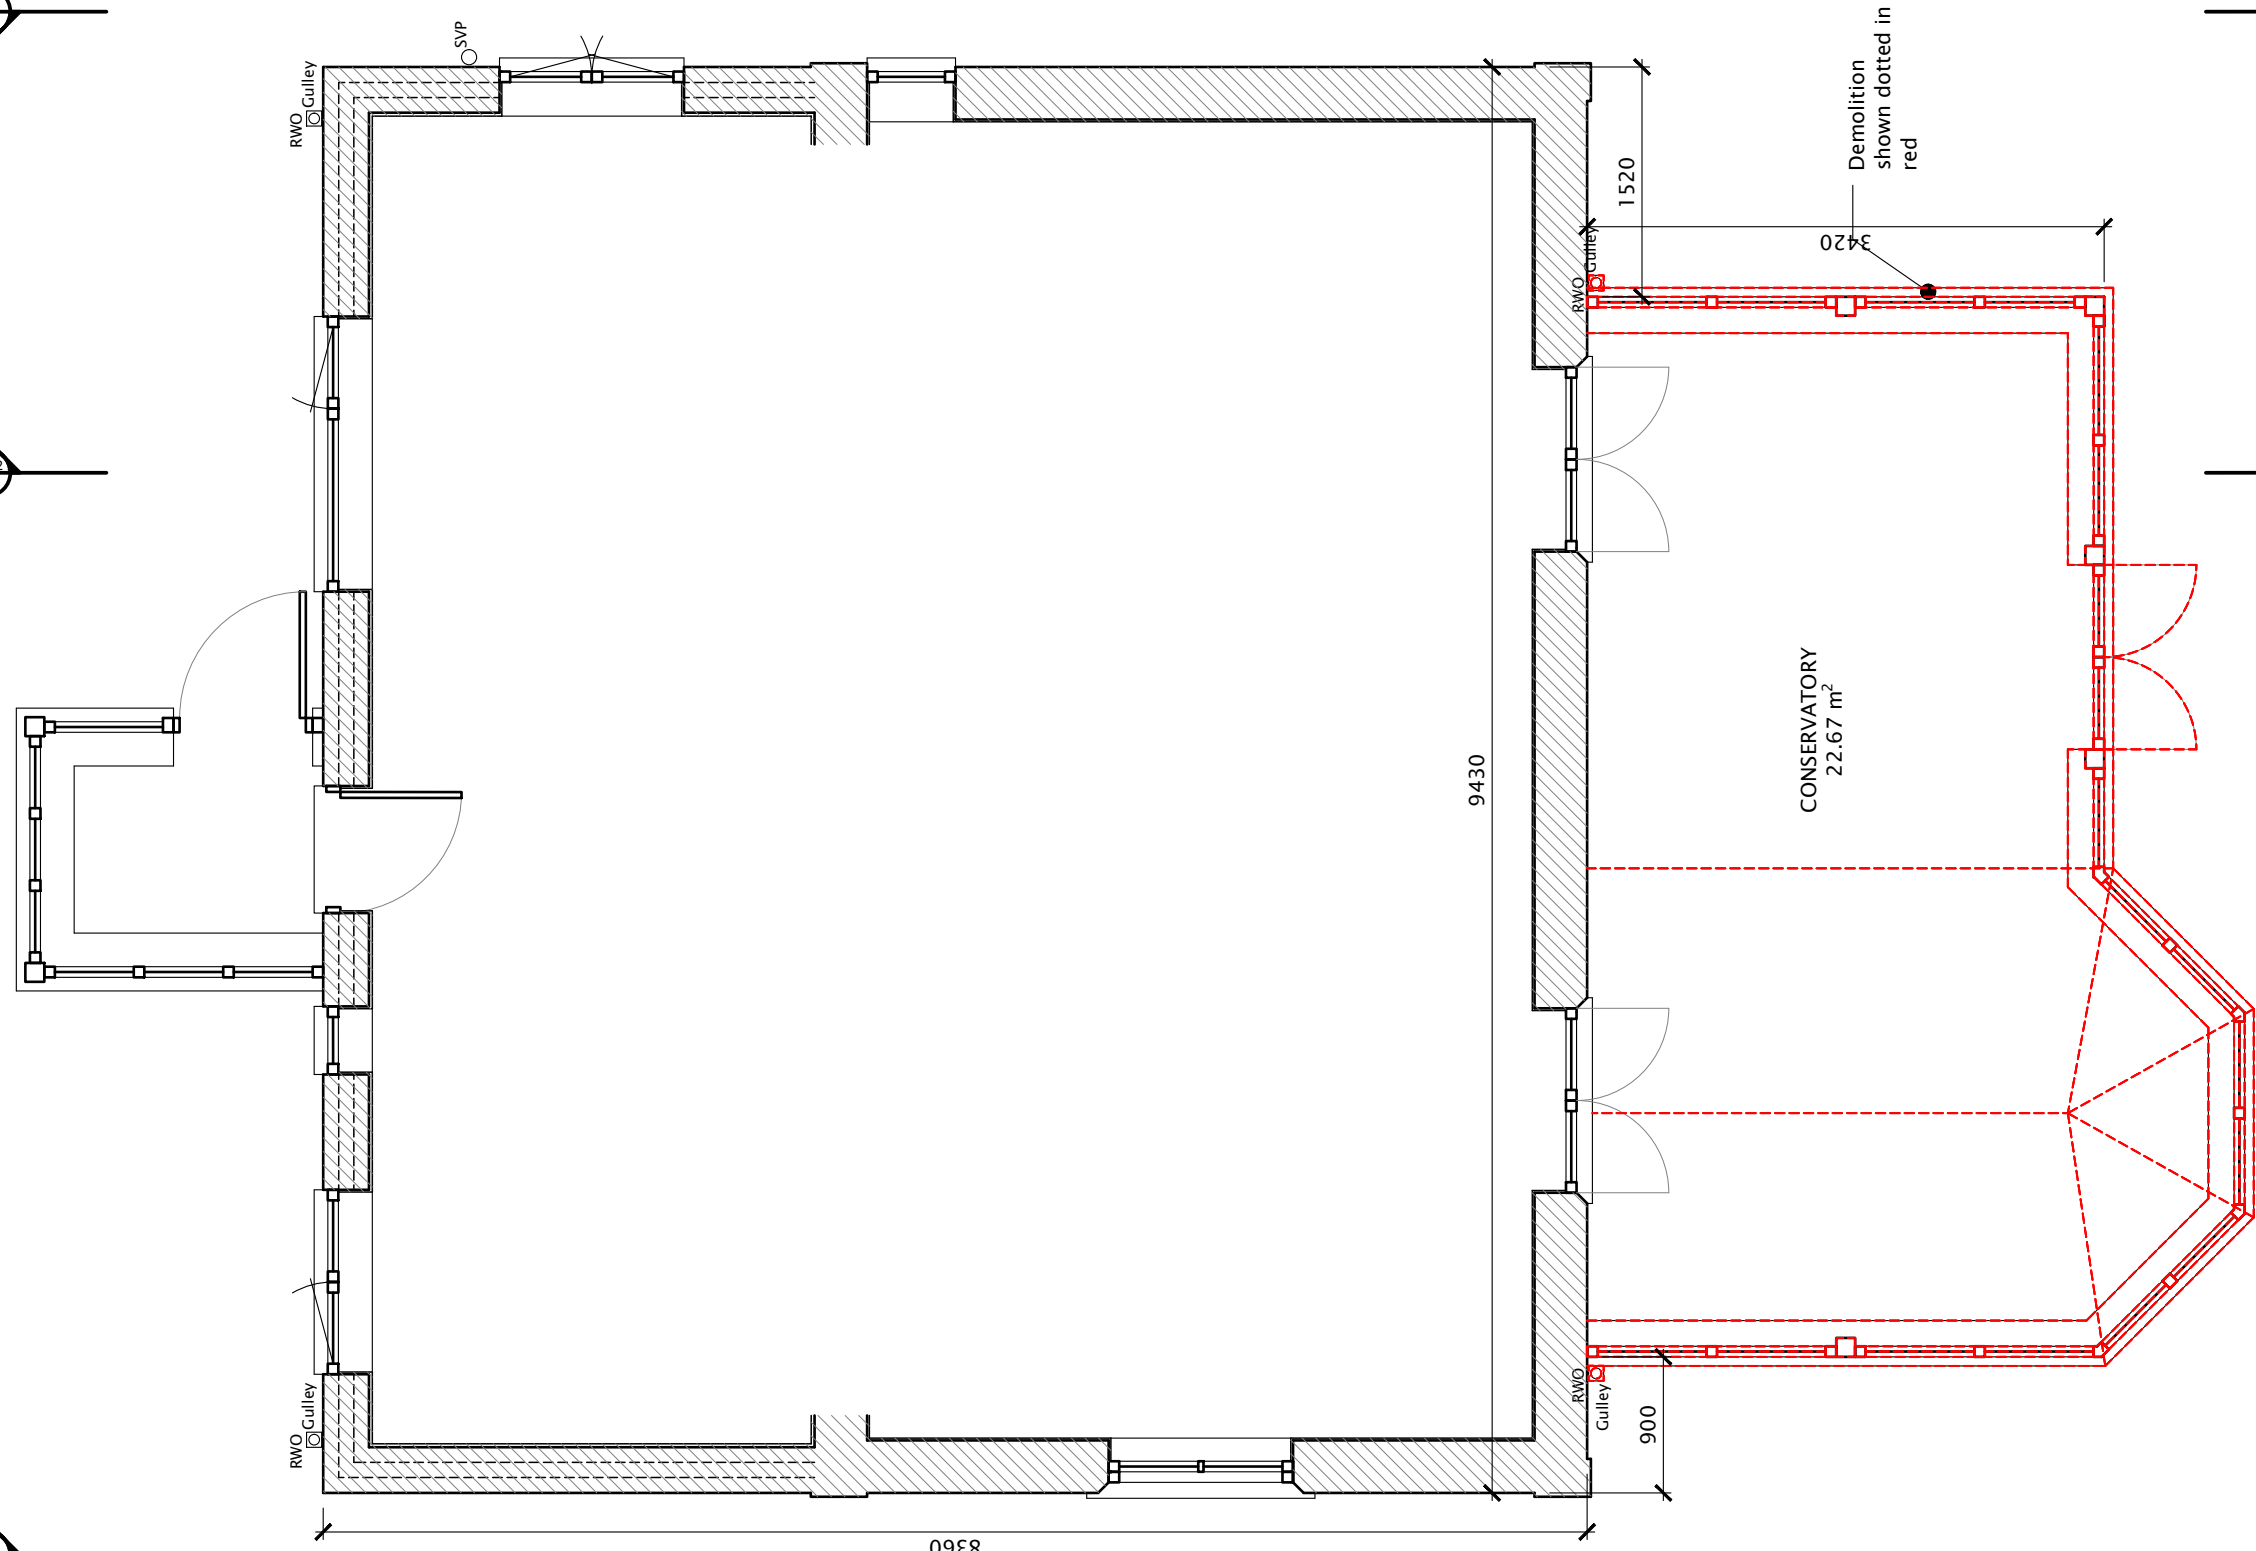 SVP
RWO
Gulley
Demolition
shown dotted in
red
1520
3420
RWO
Gulley
CONSERVATORY
22.67 m²
9430
RWO
Gulley
900
RWO
Gulley
8360